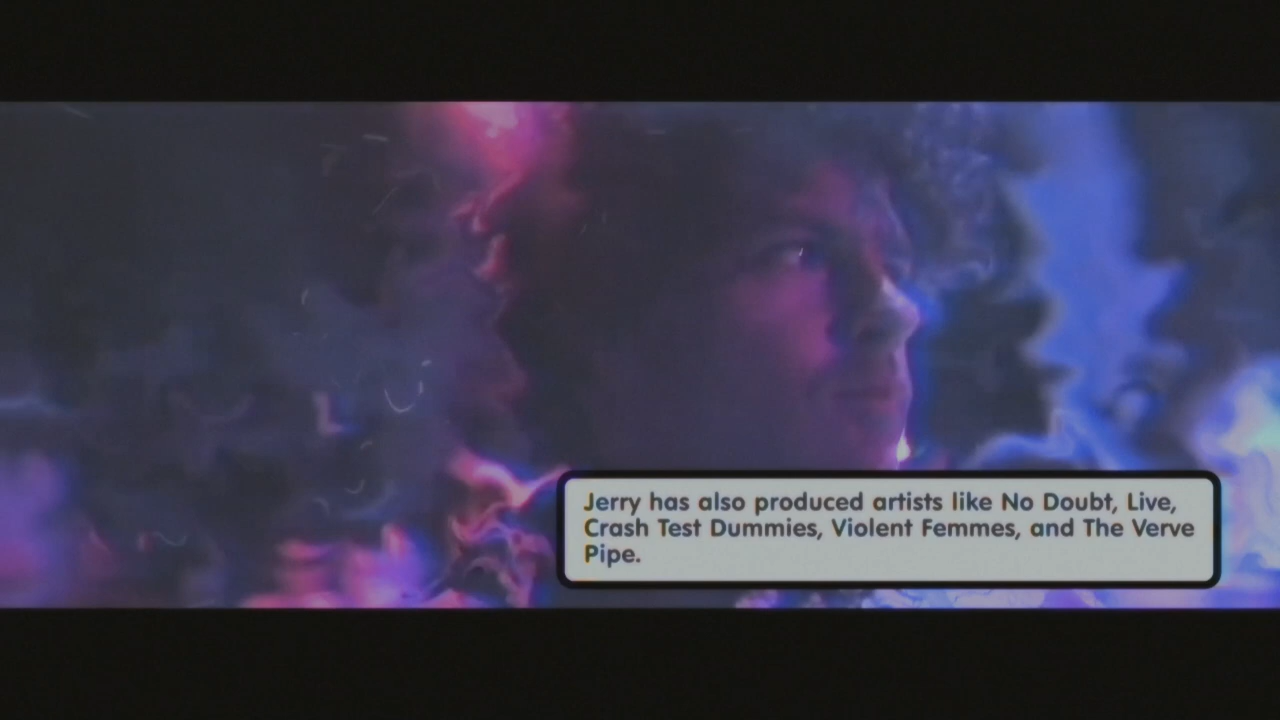 Jerry has also produced artists like No Doubt, Live,
Crash Test Dummies, Violent Femmes, and The Verve
Pipe.